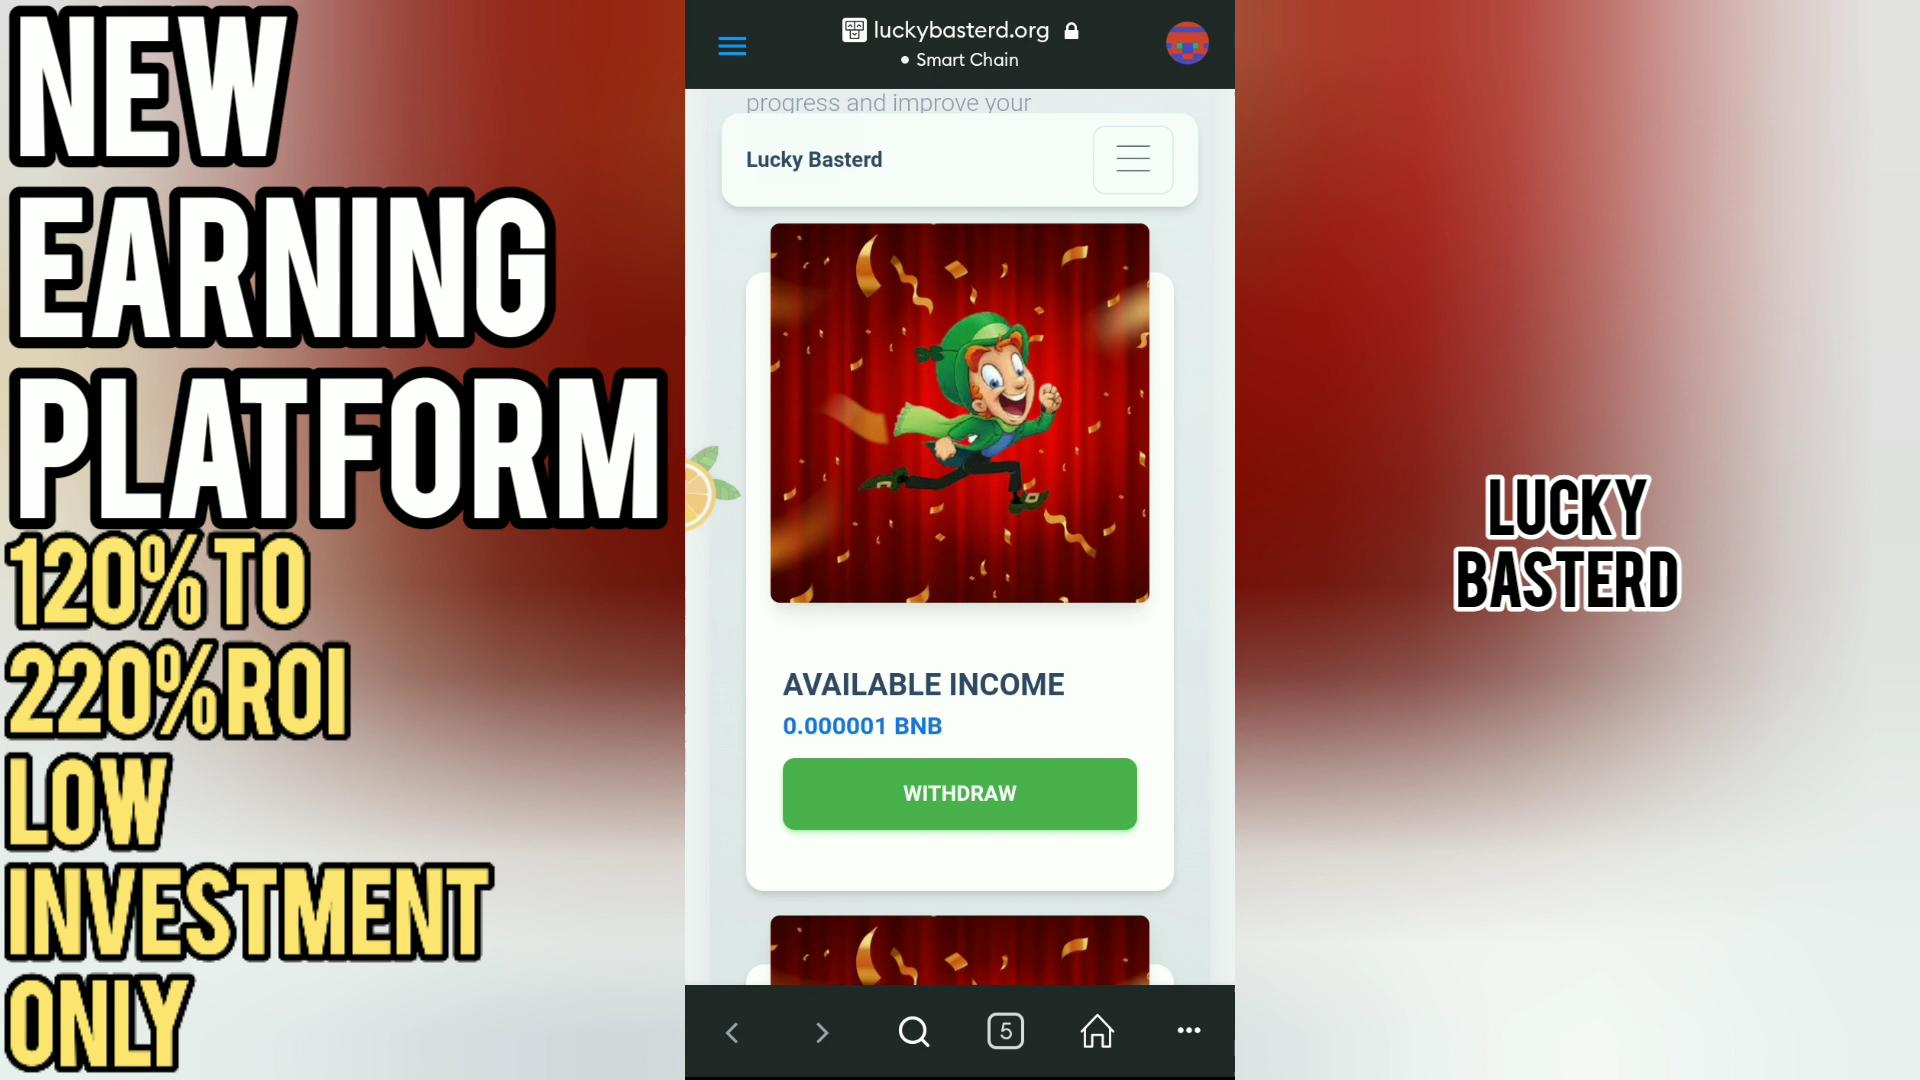 NEW
EARNING
PLATFORM
120% TO
220% ROI
LOW
INVESTMENT
ONLY
luckybasterd.org
• Smart Chain
progress and improve your
Lucky Basterd
AVAILABLE INCOME
0.000001 BNB
WITHDRAW
5
LUCKY
BASTERD